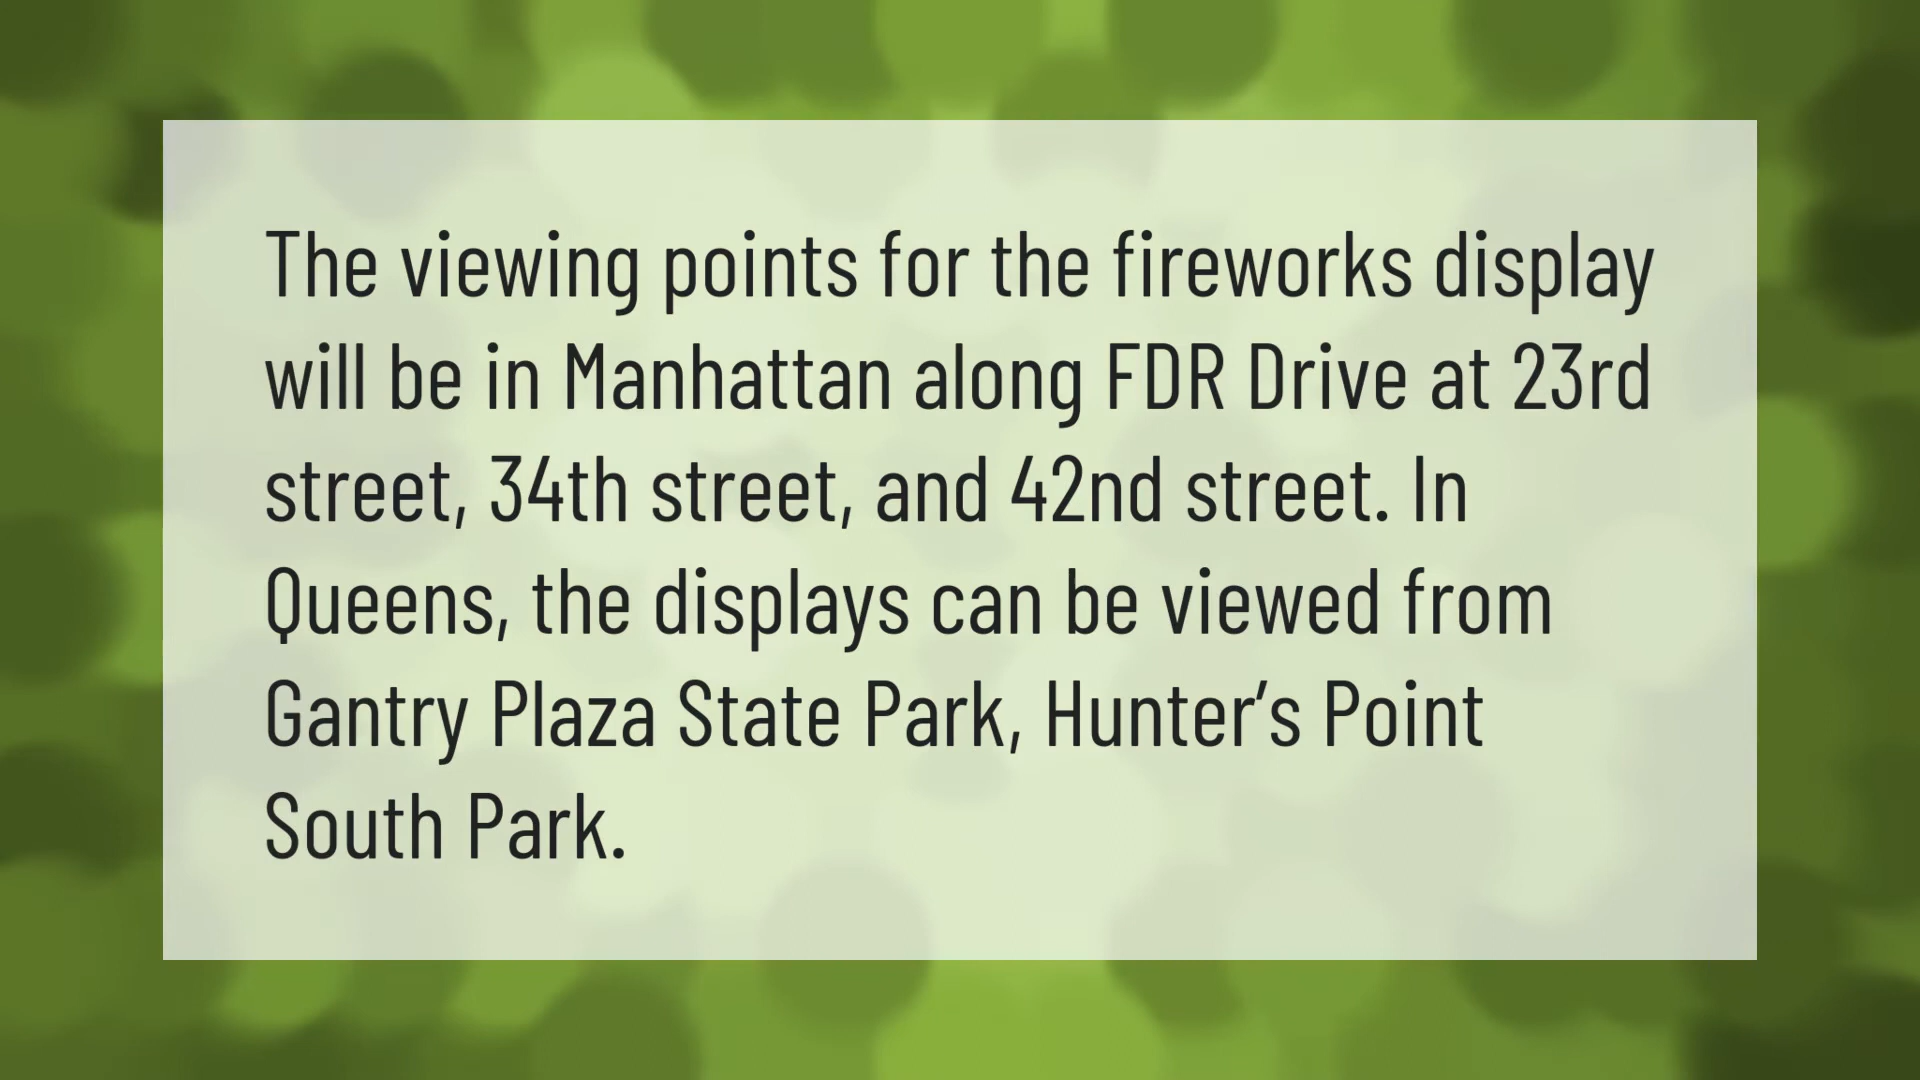 The viewing points for the fireworks display
will be in Manhattan along FDR Drive at 23rd
street, 34th street, and 42nd street. In
Queens, the displays can be viewed from
Gantry Plaza State Park, Hunter’s Point
South Park.